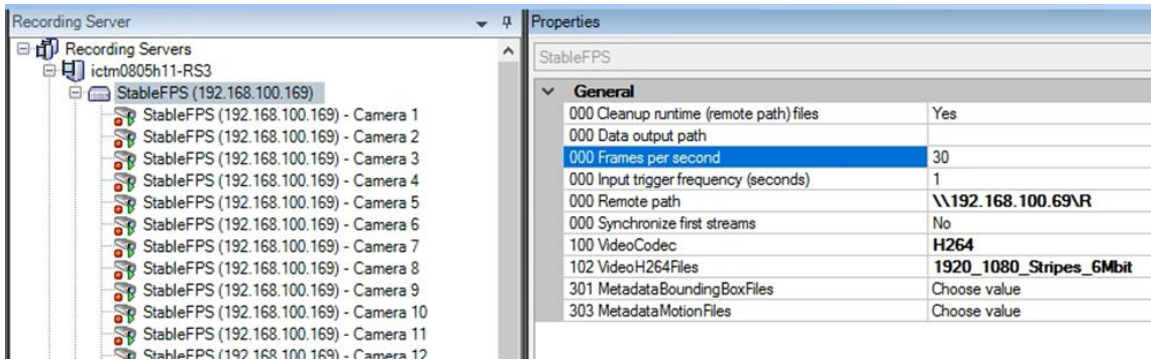 Recording Server
Recording Servers
ictm0805h11-RS3
StableFPS (192.168.100.169)
StableFPS (192.168.100.169) - Camera 1
StableFPS (192.168.100.169) - Camera 2
StableFPS (192.168.100.169) - Camera 3
StableFPS (192.168.100.169) - Camera 4
StableFPS (192.168.100.169) - Camera 5
StableFPS (192.168.100.169) - Camera 6
StableFPS (192.168.100.169) - Camera 7
StableFPS (192.168.100.169) - Camera 8
StableFPS (192.168.100.169) - Camera 9
StableFPS (192.168.100.169) - Camera 10
StableFPS (192.168.100.169) - Camera 11
StableFPS (192.168.100.169) - Camera 12
Properties
StableFPS
General
000 Cleanup runtime (remote path) files Yes
000 Data output path
000 Frames per second 30
000 Input trigger frequency (seconds) 1
000 Remote path \\192.168.100.69\R
000 Synchronize first streams No
100 VideoCodec H264
102 VideoH264Files 1920_1080_Stripes_6Mbit
301 MetadataBoundingBoxFiles Choose value
303 MetadataMotionFiles Choose value